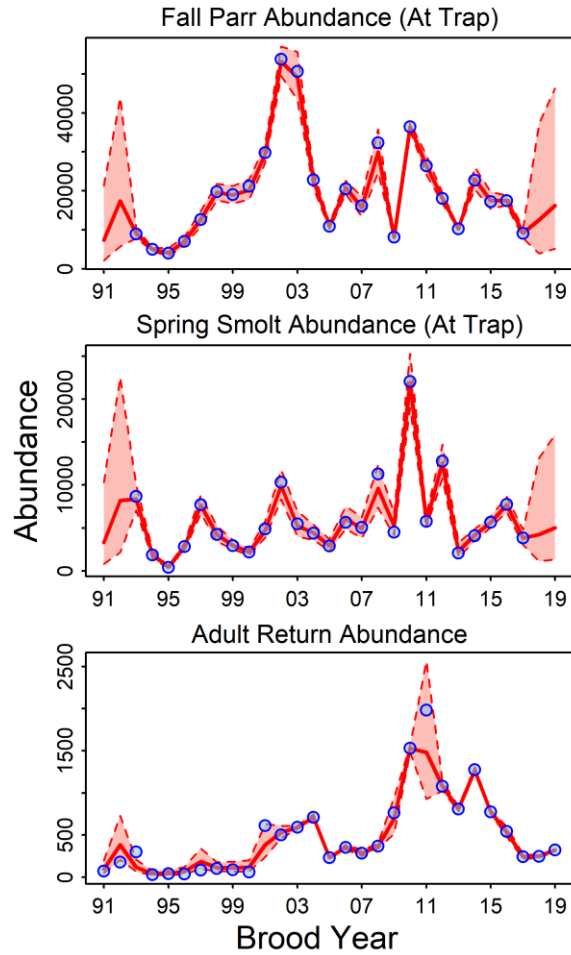 Fall Parr Abundance (At Trap)
40000
20000
0
91 95 99 03 07 11 15 19
Spring Smolt Abundance (At Trap)
20000
10000
0
91 95 99 03 07 11 15 19
Abundance
Adult Return Abundance
2500
1500
500
0
91 95 99 03 07 11 15 19
Brood Year